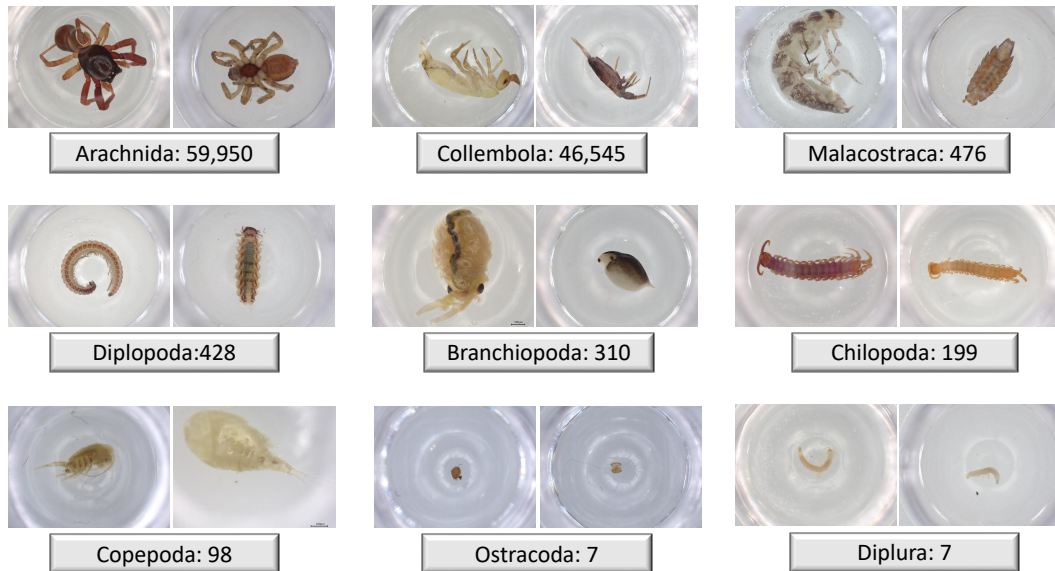 Arachnida: 59,950
Collembola: 46,545
Malacostraca: 476
Diplopoda:428
Branchiopoda: 310
Chilopoda: 199
Copepoda: 98
Ostracoda: 7
Diplura: 7